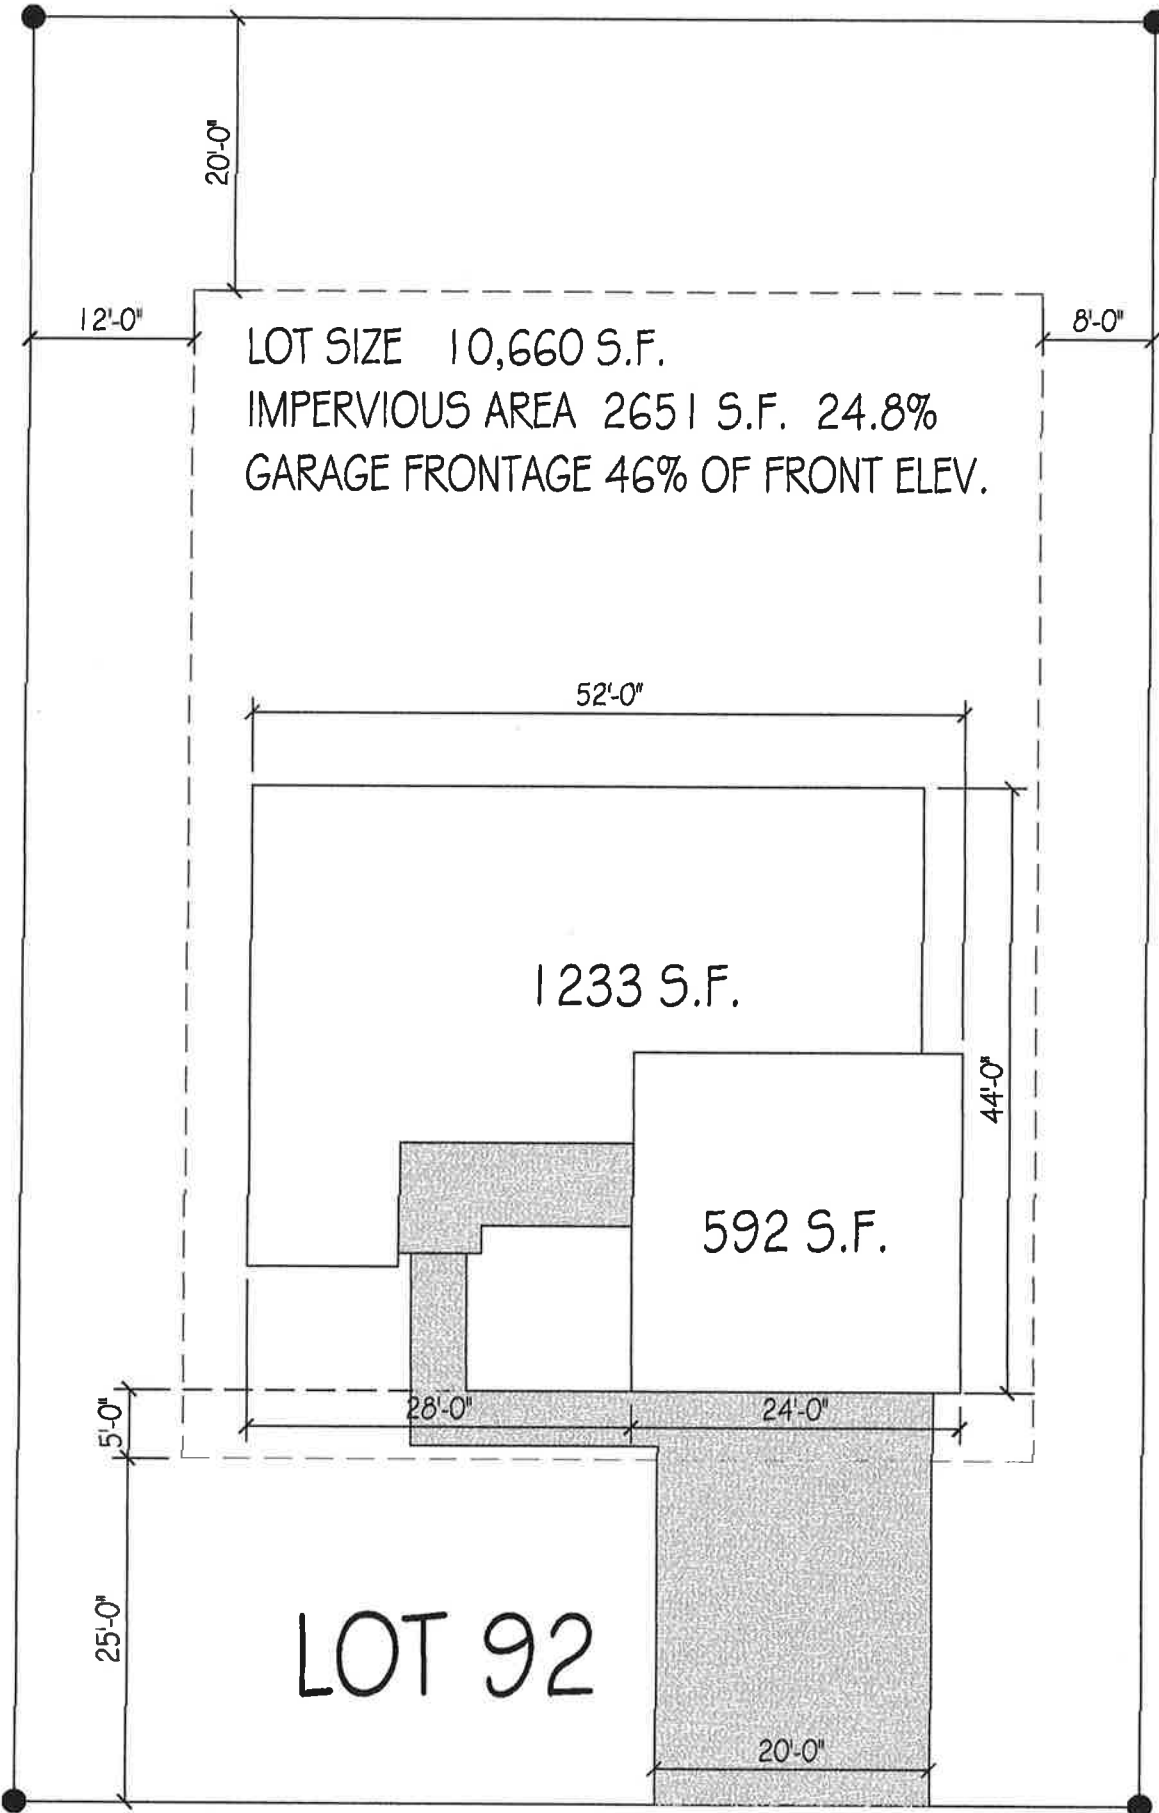 20'-0"
12'-0"
8'-0"
LOT SIZE 10,660 S.F.
IMPERVIOUS AREA 2651 S.F. 24.8%
GARAGE FRONTAGE 46% OF FRONT ELEV.
52'-0"
1233 S.F.
44'-0"
592 S.F.
5'-0"
28'-0"
24'-0"
25'-0"
LOT 92
20'-0"